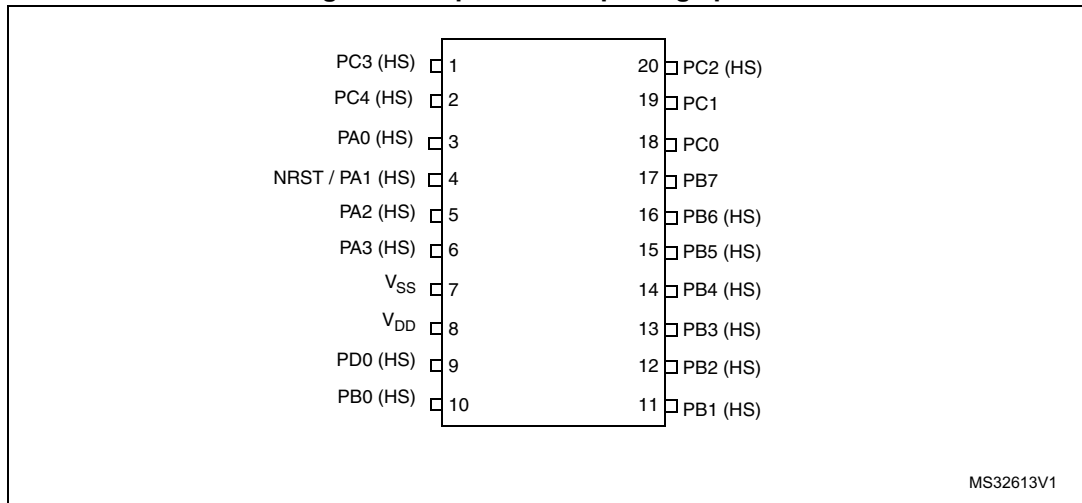 PC3 (HS) 1 20 PC2 (HS)
PC4 (HS) 2 19 PC1
PA0 (HS) 3 18 PC0
NRST / PA1 (HS) 4 17 PB7
PA2 (HS) 5 16 PB6 (HS)
PA3 (HS) 6 15 PB5 (HS)
VSS 7 14 PB4 (HS)
VDD 8 13 PB3 (HS)
PD0 (HS) 9 12 PB2 (HS)
PB0 (HS) 10 11 PB1 (HS)
MS32613V1